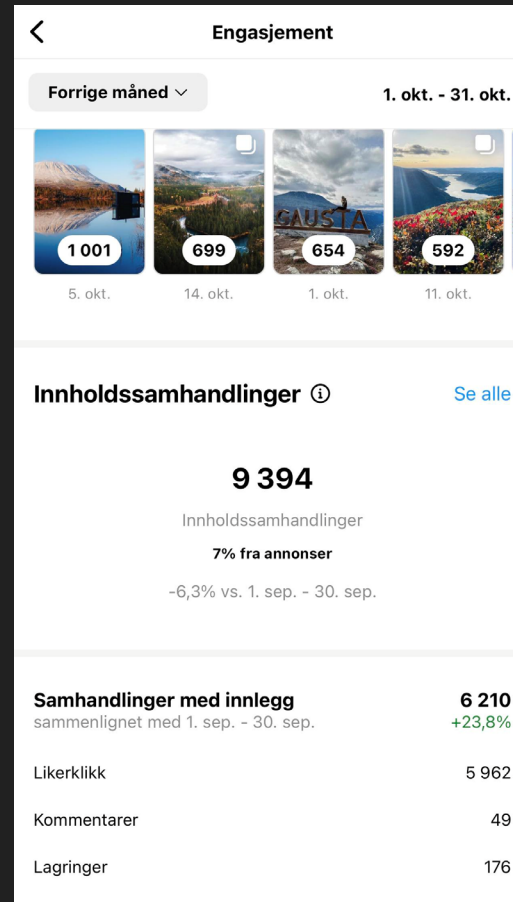 Engasjement
Forrige måned
1. okt. - 31. okt.
GAUSTA
1 001
699
654
592
5. okt.
14. okt.
1. okt.
11. okt.
Innholdssamhandlinger
Se alle
9 394
Innholdssamhandlinger
7% fra annonser
-6,3% vs. 1. sep. - 30. sep.
Samhandlinger med innlegg 6 210
sammenlignet med 1. sep. - 30. sep. +23,8%
Likerklikk 5 962
Kommentarer 49
Lagringer 176